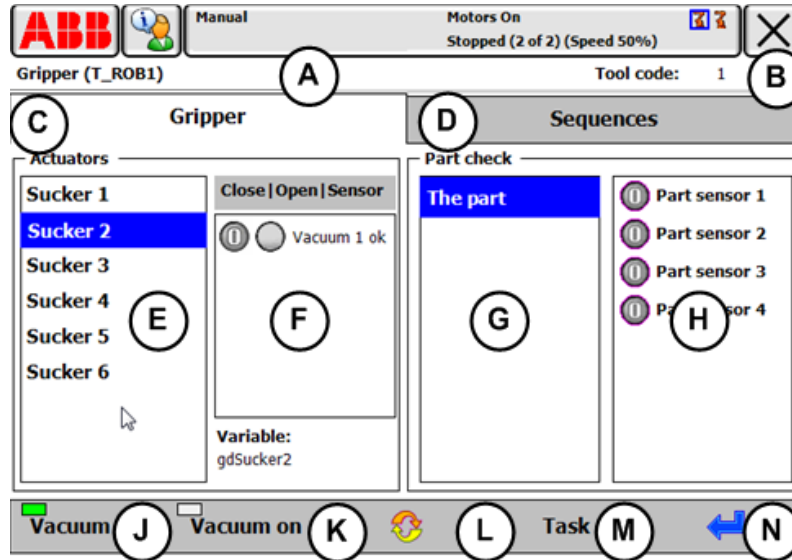 ABB
Manual
Motors On
Stopped (2 of 2) (Speed 50%)
Gripper (T_ROB1)
A
Tool code: 1
B
C
Gripper
D
Sequences
Actuators
Part check
Sucker 1
Sucker 2
Sucker 3
Sucker 4
Sucker 5
Sucker 6
E
Close|Open|Sensor
Vacuum 1 ok
F
Variable:
gdSucker2
The part
G
Part sensor 1
Part sensor 2
Part sensor 3
4
H
Vacuum
J
Vacuum on
K
L
Task
M
N